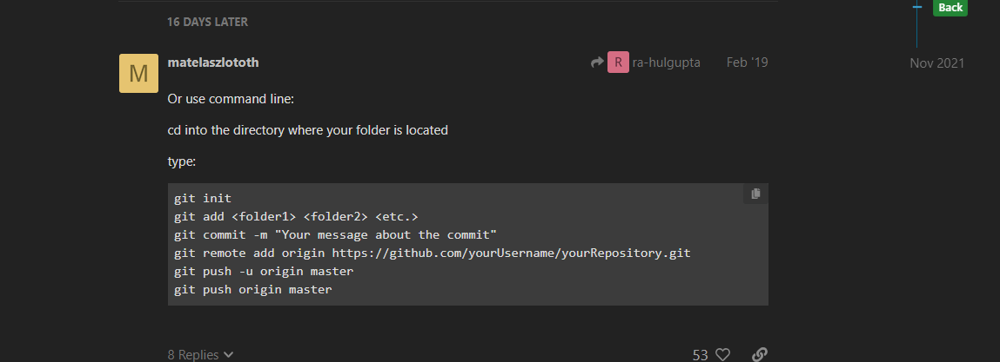 Back
16 DAYS LATER
M
matelaszlototh
R ra-hulgupta
Feb '19
Nov 2021
Or use command line:
cd into the directory where your folder is located
type:
git init
git add <folder1> <folder2> <etc.>
git commit -m "Your message about the commit"
git remote add origin https://github.com/yourUsername/yourRepository.git
git push -u origin master
git push origin master
8 Replies
53